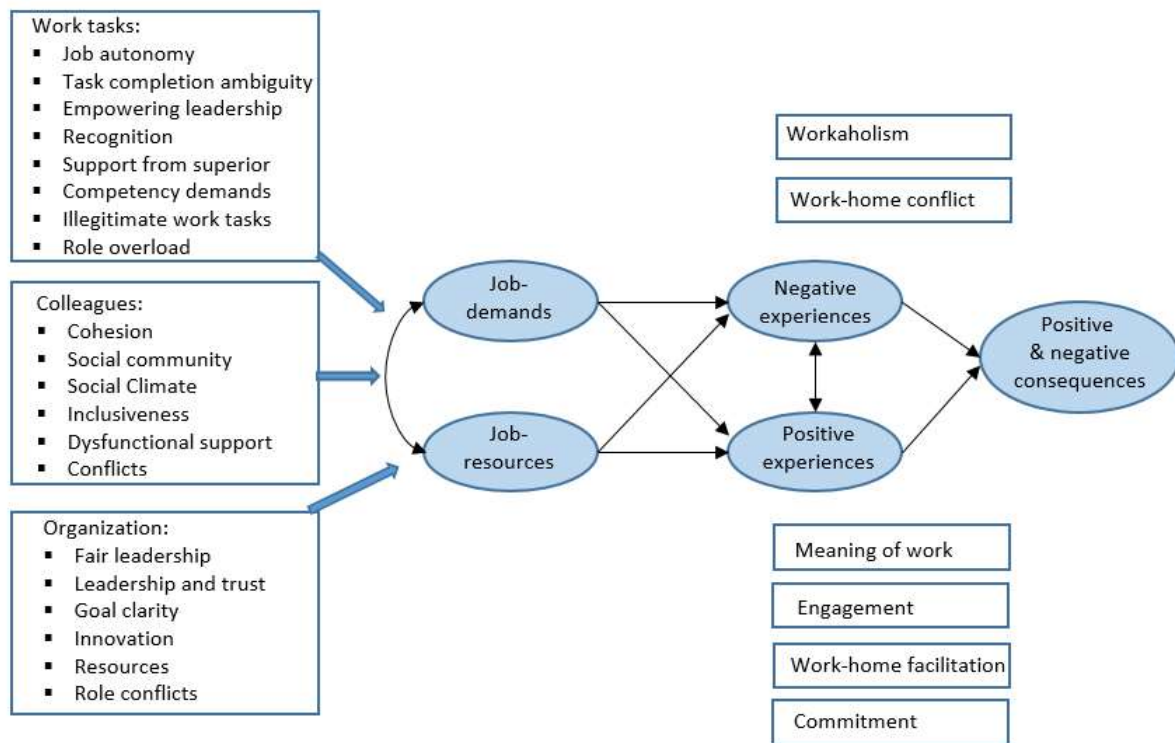 Work tasks:
▪ Job autonomy
▪ Task completion ambiguity
▪ Empowering leadership
▪ Recognition
▪ Support from superior
▪ Competency demands
▪ Illegitimate work tasks
▪ Role overload
Colleagues:
▪ Cohesion
▪ Social community
▪ Social Climate
▪ Inclusiveness
▪ Dysfunctional support
▪ Conflicts
Organization:
▪ Fair leadership
▪ Leadership and trust
▪ Goal clarity
▪ Innovation
▪ Resources
▪ Role conflicts
Job-
demands
Job-
resources
Workaholism
Work-home conflict
Negative
experiences
Positive
experiences
Meaning of work
Engagement
Work-home facilitation
Commitment
Positive
& negative
consequences